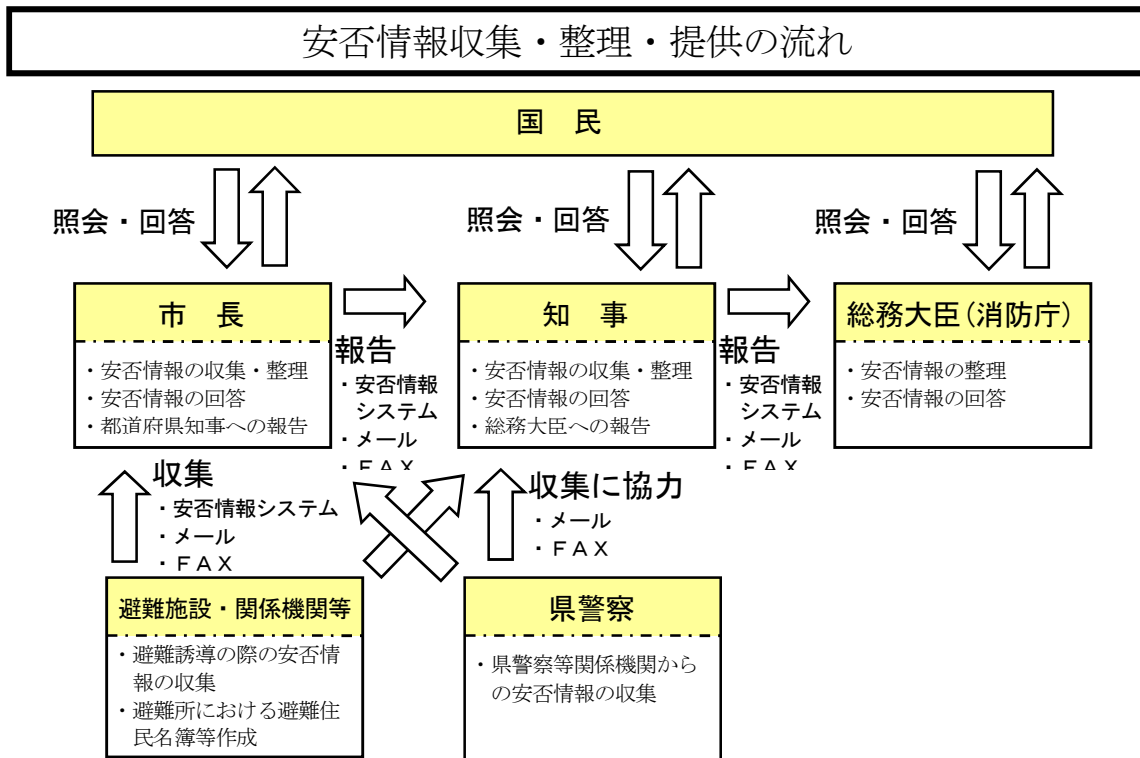 安否情報収集・整理・提供の流れ
国　民
照会・回答
照会・回答
照会・回答
市　長
・安否情報の収集・整理
・安否情報の回答
・都道府県知事への報告
報告
・安否情報
システム
・メール
・ＦＡＸ
知　事
・安否情報の収集・整理
・安否情報の回答
・総務大臣への報告
報告
・安否情報
システム
・メール
・ＦＡＸ
総務大臣（消防庁）
・安否情報の整理
・安否情報の回答
収集
・安否情報システム
・メール
・ＦＡＸ
収集に協力
・メール
・ＦＡＸ
避難施設・関係機関等
・避難誘導の際の安否情
報の収集
・避難所における避難住
民名簿等作成
県警察
・県警察等関係機関から
の安否情報の収集